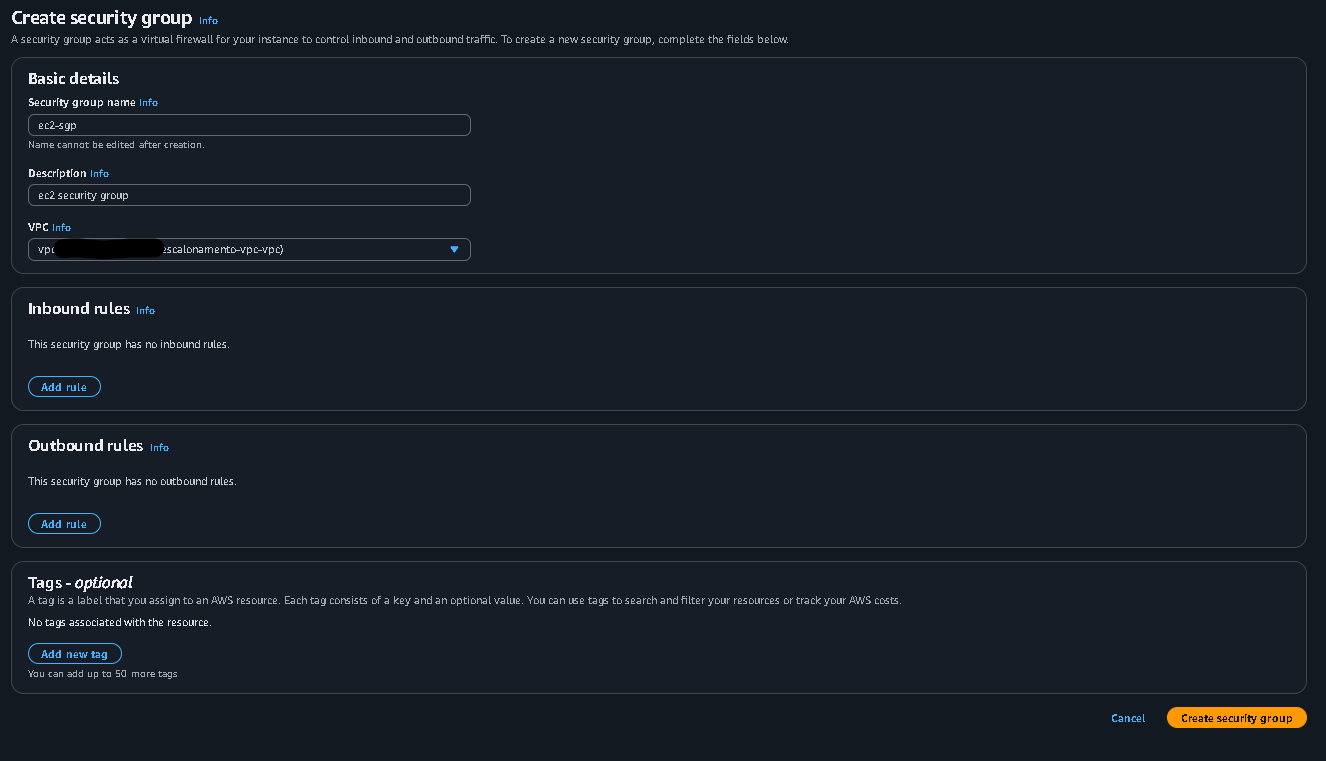 Create security group Info
A security group acts as a virtual firewall for your instance to control inbound and outbound traffic. To create a new security group, complete the fields below.
Basic details
Security group name Info
ec2-sgp
Name cannot be edited after creation.
Description Info
ec2 security group
VPC Info
vpc escalonamento-vpc-vpc)
Inbound rules Info
This security group has no inbound rules.
Add rule
Outbound rules Info
This security group has no outbound rules.
Add rule
Tags - optional
A tag is a label that you assign to an AWS resource. Each tag consists of a key and an optional value. You can use tags to search and filter your resources or track your AWS costs.
No tags associated with the resource.
Add new tag
You can add up to 50 more tags
Cancel
Create security group